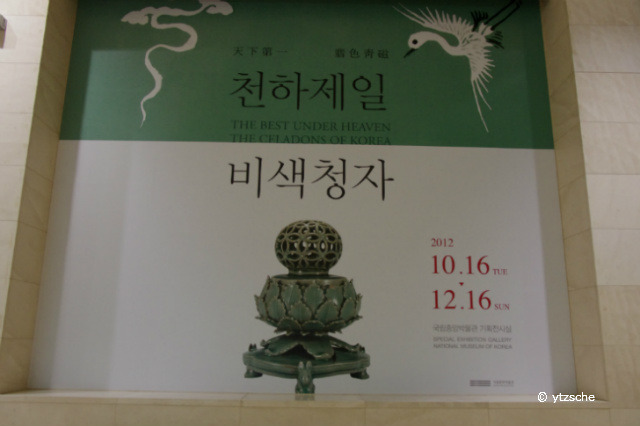 天下第一 翡色青磁
천하제일
THE BEST UNDER HEAVEN
THE CELADONS OF KOREA
비색청자
2012
10.16 TUE
12.16 SUN
국립중앙박물관 기획전시실
SPECIAL EXHIBITION GALLERY
NATIONAL MUSEUM OF KOREA
© ytzsche